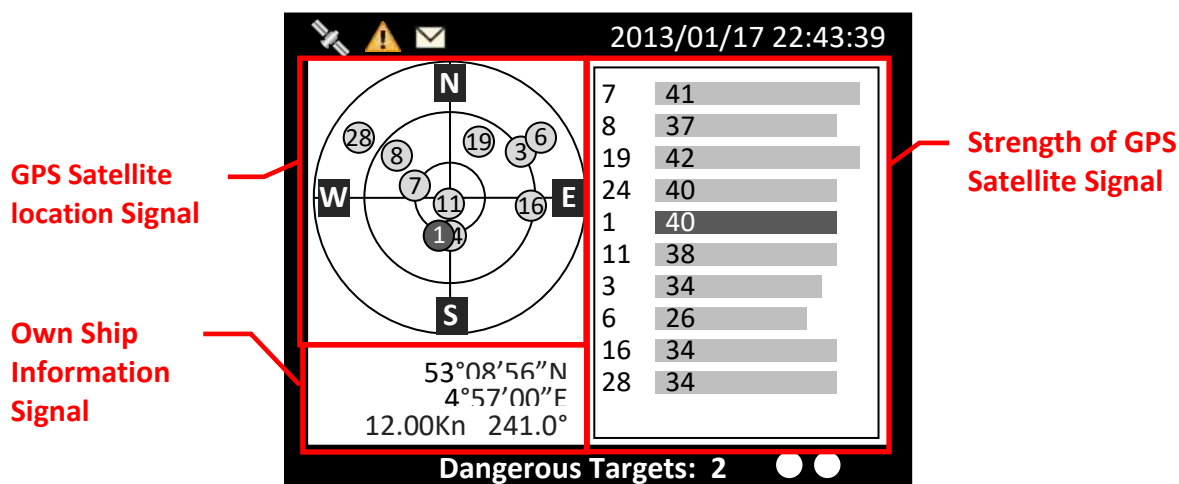 2013/01/17 22:43:39
N
28
19
6
3
8
7
W
11
16
E
1
S
7 41
8 37
19 42
24 40
1 40
11 38
3 34
6 26
16 34
28 34
GPS Satellite
location Signal
Strength of GPS
Satellite Signal
Own Ship
Information
Signal
53°08’56”N
4°57’00”E
12.00Kn 241.0°
Dangerous Targets: 2